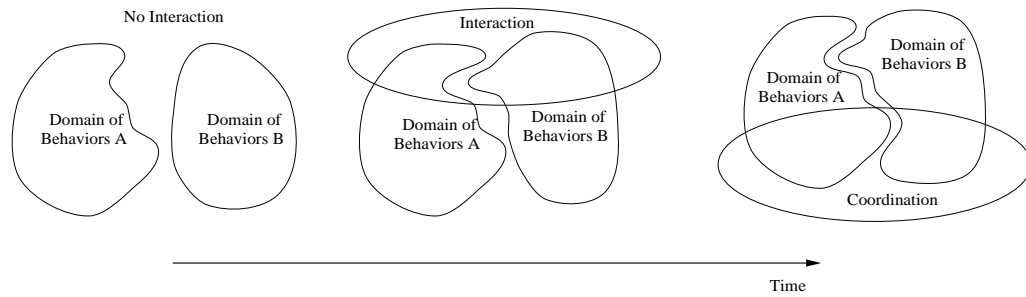 No Interaction
Domain of
Behaviors A
Domain of
Behaviors B
Interaction
Domain of
Behaviors A
Domain of
Behaviors B
Domain of
Behaviors A
Domain of
Behaviors B
Coordination
Time